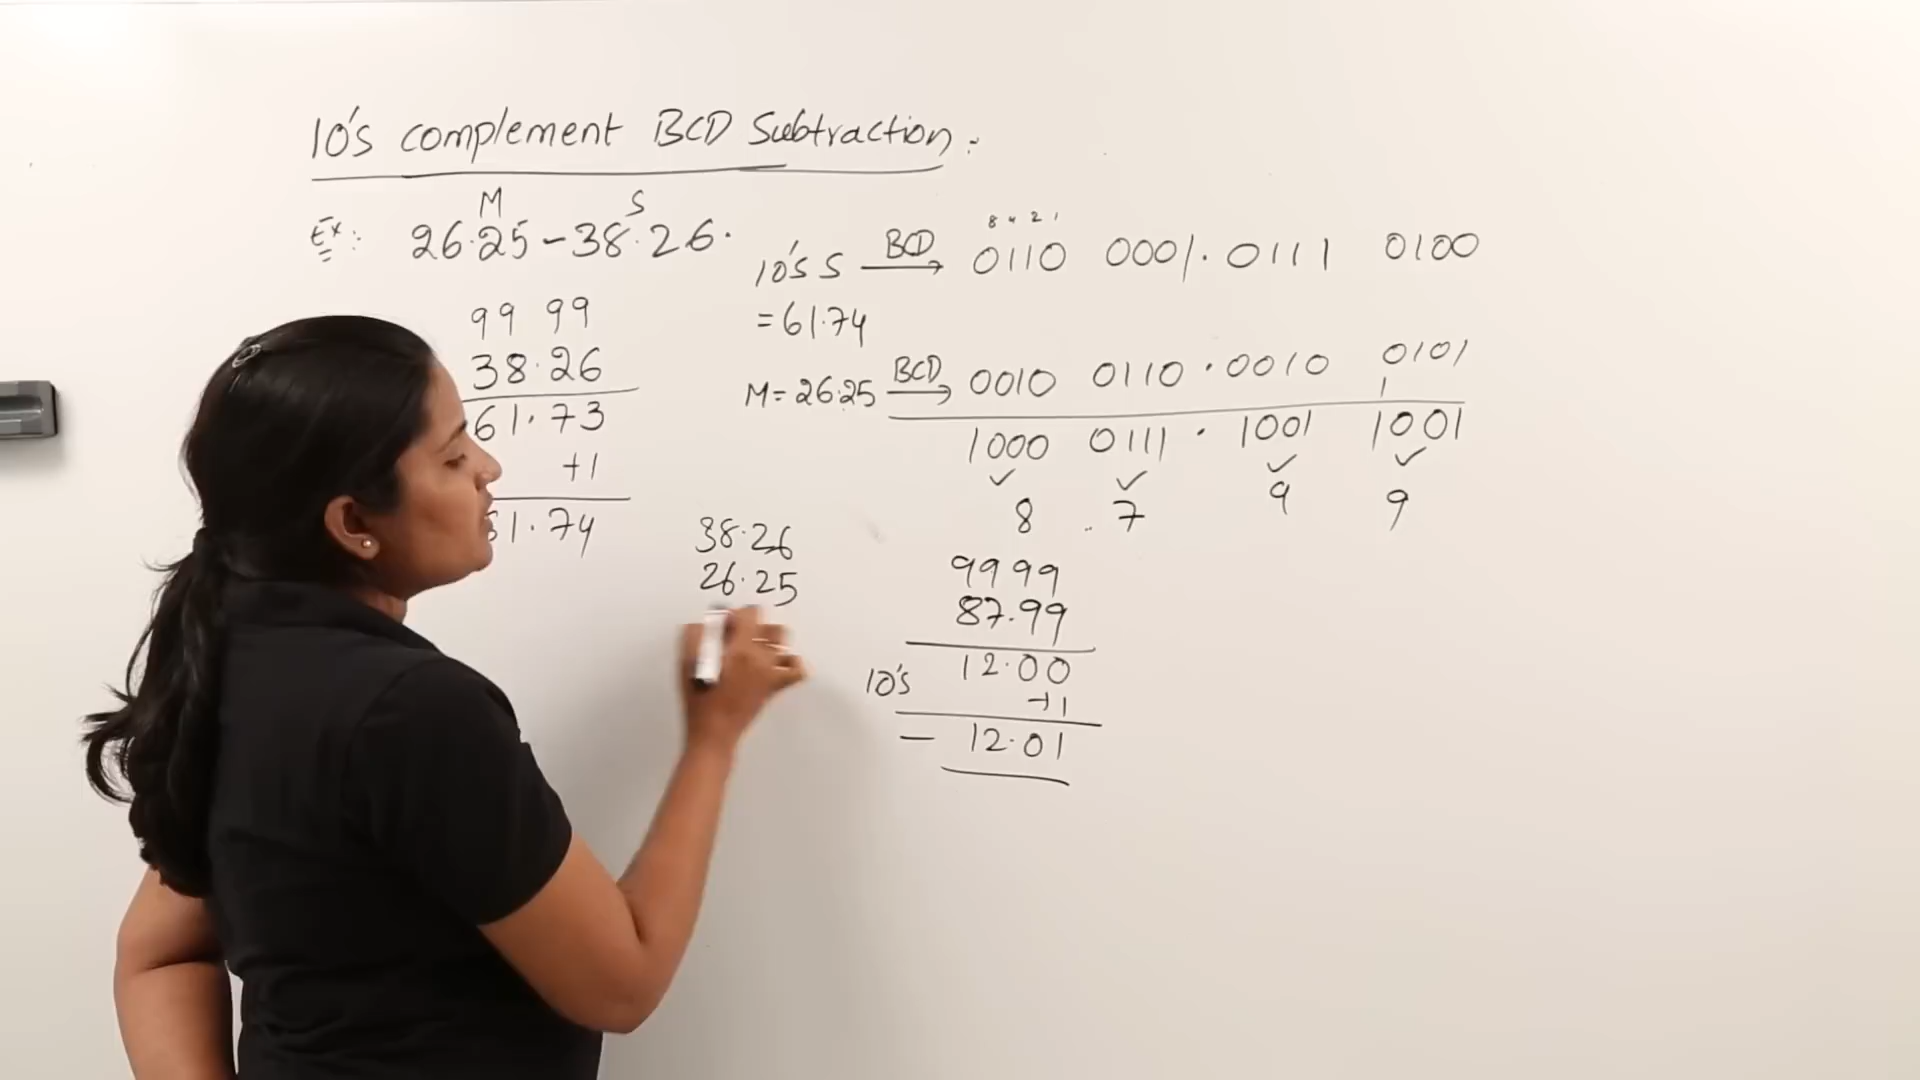 10's complement BCD Subtraction:
M S
Ex: 26.25 - 38.26.
99 99
38.26
61.73
+1
61.74
8 4 2 1
10's S BCD → 0110 0001.0111 0100
= 61.74
M = 26.25 BCD → 0010 0110 . 0010 0101
1
1000 0111 . 1001 1001
✓ ✓ ✓ ✓
8 . 7 9 9
38.26
26.25
99 99
87.99
12.00
10's +1
- 12.01